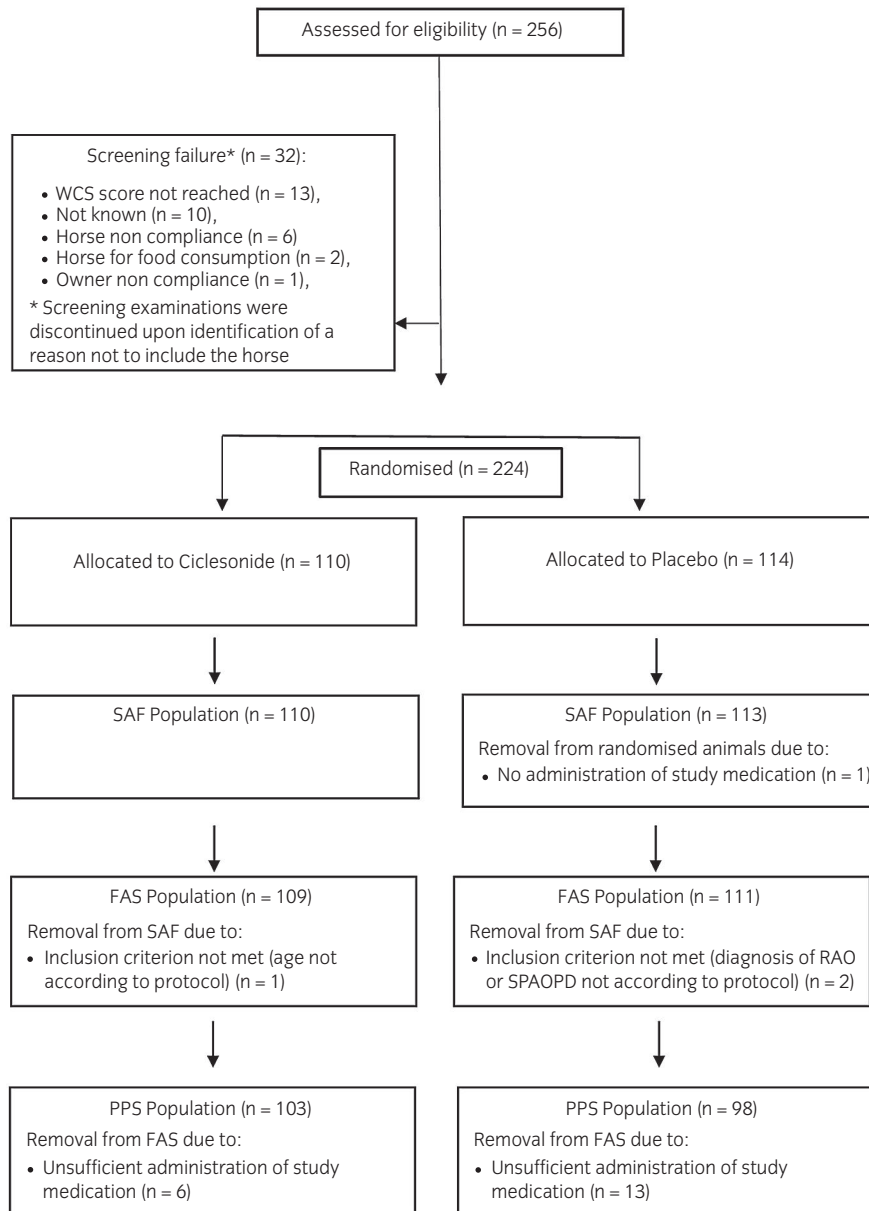 Assessed for eligibility (n = 256)
Screening failure* (n = 32):
• WCS score not reached (n = 13),
• Not known (n = 10),
• Horse non compliance (n = 6)
• Horse for food consumption (n = 2),
• Owner non compliance (n = 1),
* Screening examinations were
discontinued upon identification of a
reason not to include the horse
Randomised (n = 224)
Allocated to Ciclesonide (n = 110)
Allocated to Placebo (n = 114)
SAF Population (n = 110)
SAF Population (n = 113)
Removal from randomised animals due to:
• No administration of study medication (n = 1)
FAS Population (n = 109)
Removal from SAF due to:
• Inclusion criterion not met (age not
according to protocol) (n = 1)
FAS Population (n = 111)
Removal from SAF due to:
• Inclusion criterion not met (diagnosis of RAO
or SPAOPD not according to protocol) (n = 2)
PPS Population (n = 103)
Removal from FAS due to:
• Unsufficient administration of study
medication (n = 6)
PPS Population (n = 98)
Removal from FAS due to:
• Unsufficient administration of study
medication (n = 13)